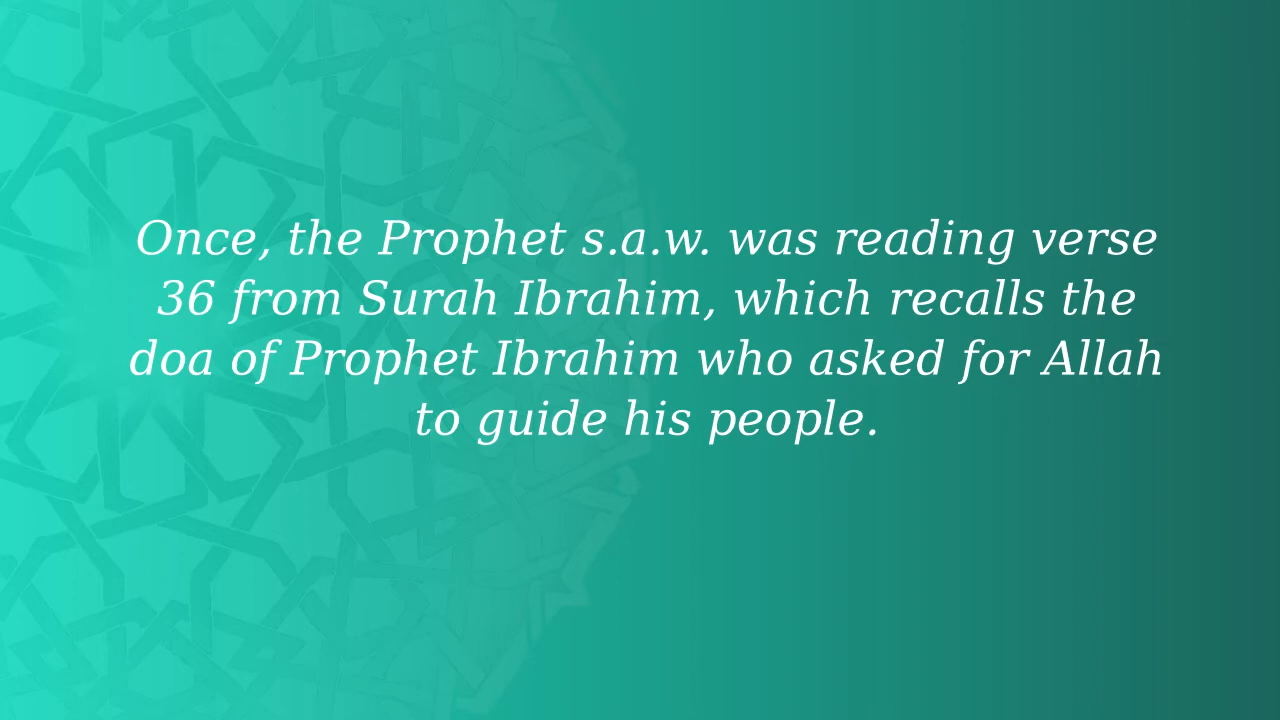 Once, the Prophet s.a.w. was reading verse
36 from Surah Ibrahim, which recalls the
doa of Prophet Ibrahim who asked for Allah
to guide his people.